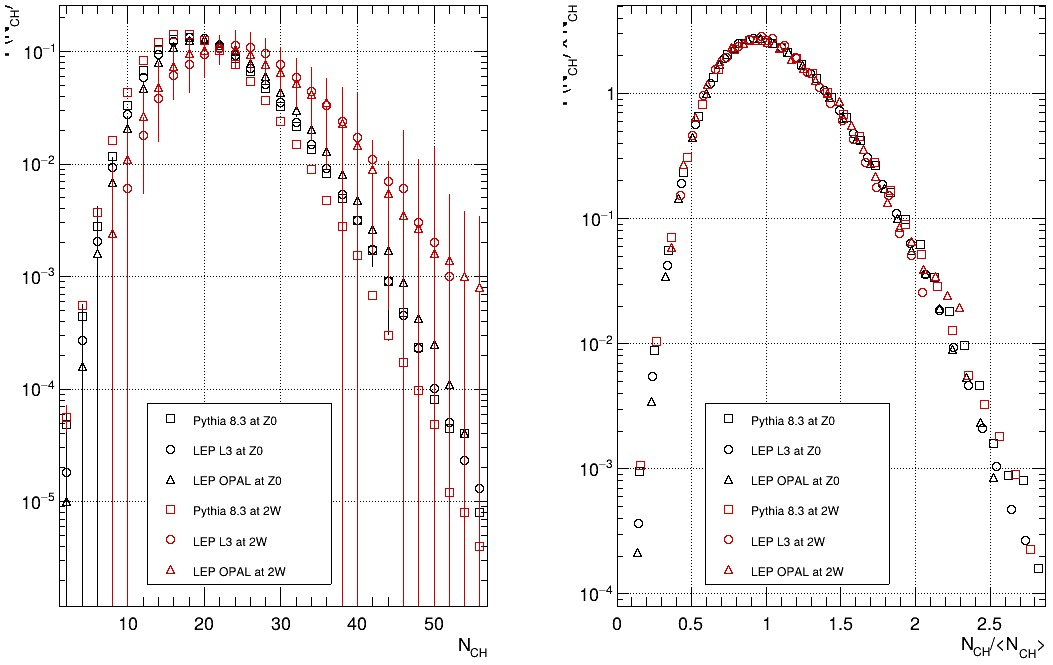 10⁻¹
10⁻²
10⁻³
10⁻⁴
10⁻⁵
10 20 30 40 50
N_CH
Pythia 8.3 at Z0
LEP L3 at Z0
LEP OPAL at Z0
Pythia 8.3 at 2W
LEP L3 at 2W
LEP OPAL at 2W
1
10⁻¹
10⁻²
10⁻³
10⁻⁴
0 0.5 1 1.5 2 2.5
N_CH/<N_CH>
Pythia 8.3 at Z0
LEP L3 at Z0
LEP OPAL at Z0
Pythia 8.3 at 2W
LEP L3 at 2W
LEP OPAL at 2W